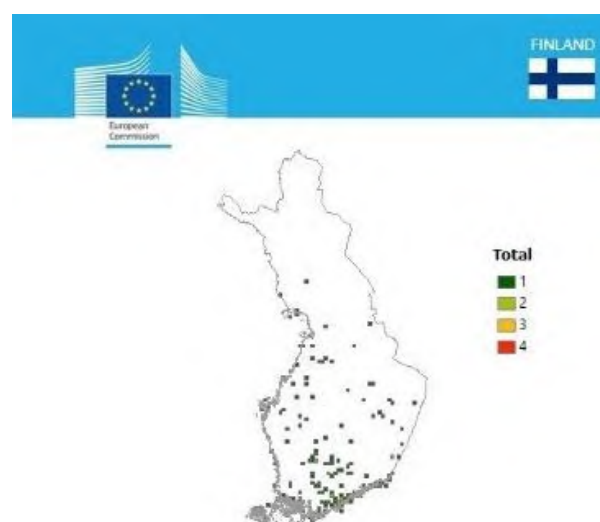 FINLAND
European
Commission
Total
1
2
3
4